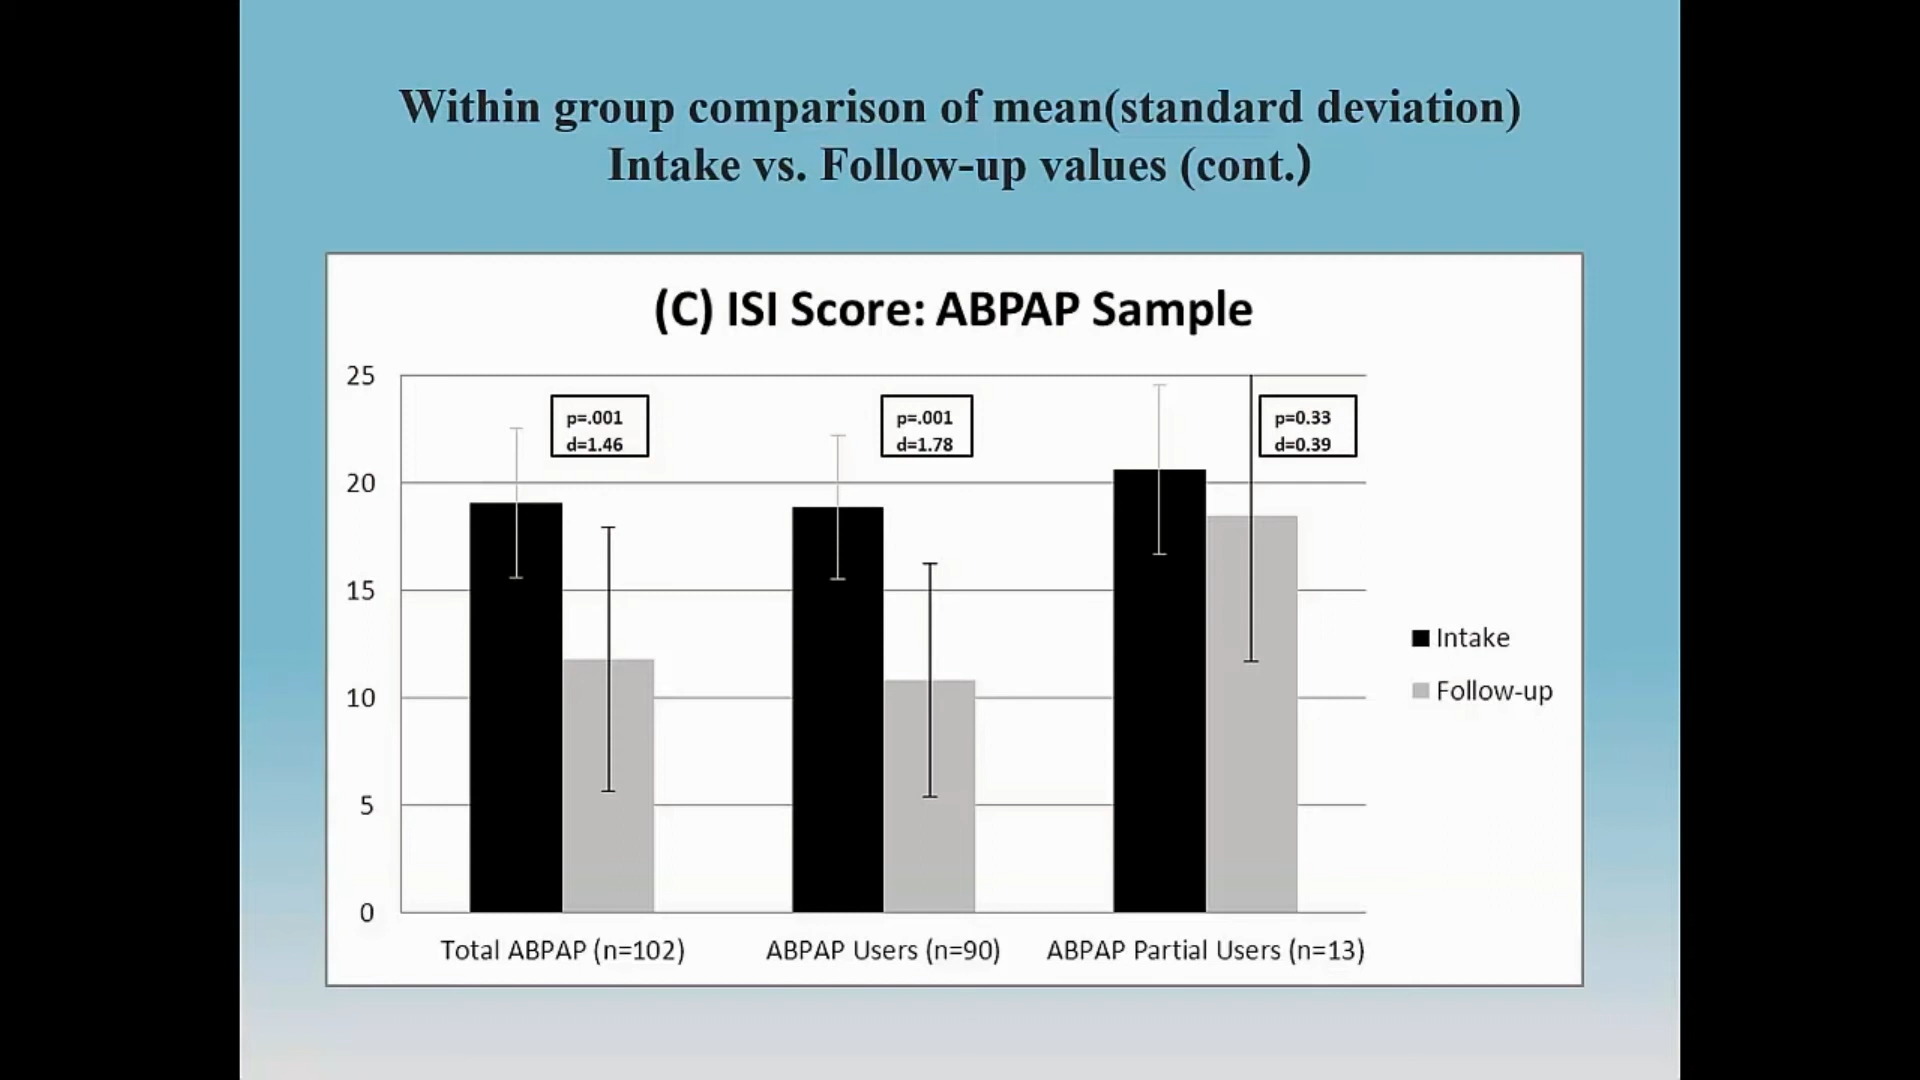 Within group comparison of mean(standard deviation)
Intake vs. Follow-up values (cont.)
(C) ISI Score: ABPAP Sample
25
20
15
10
5
0
p=.001
d=1.46
p=.001
d=1.78
p=0.33
d=0.39
Intake
Follow-up
Total ABPAP (n=102)
ABPAP Users (n=90)
ABPAP Partial Users (n=13)